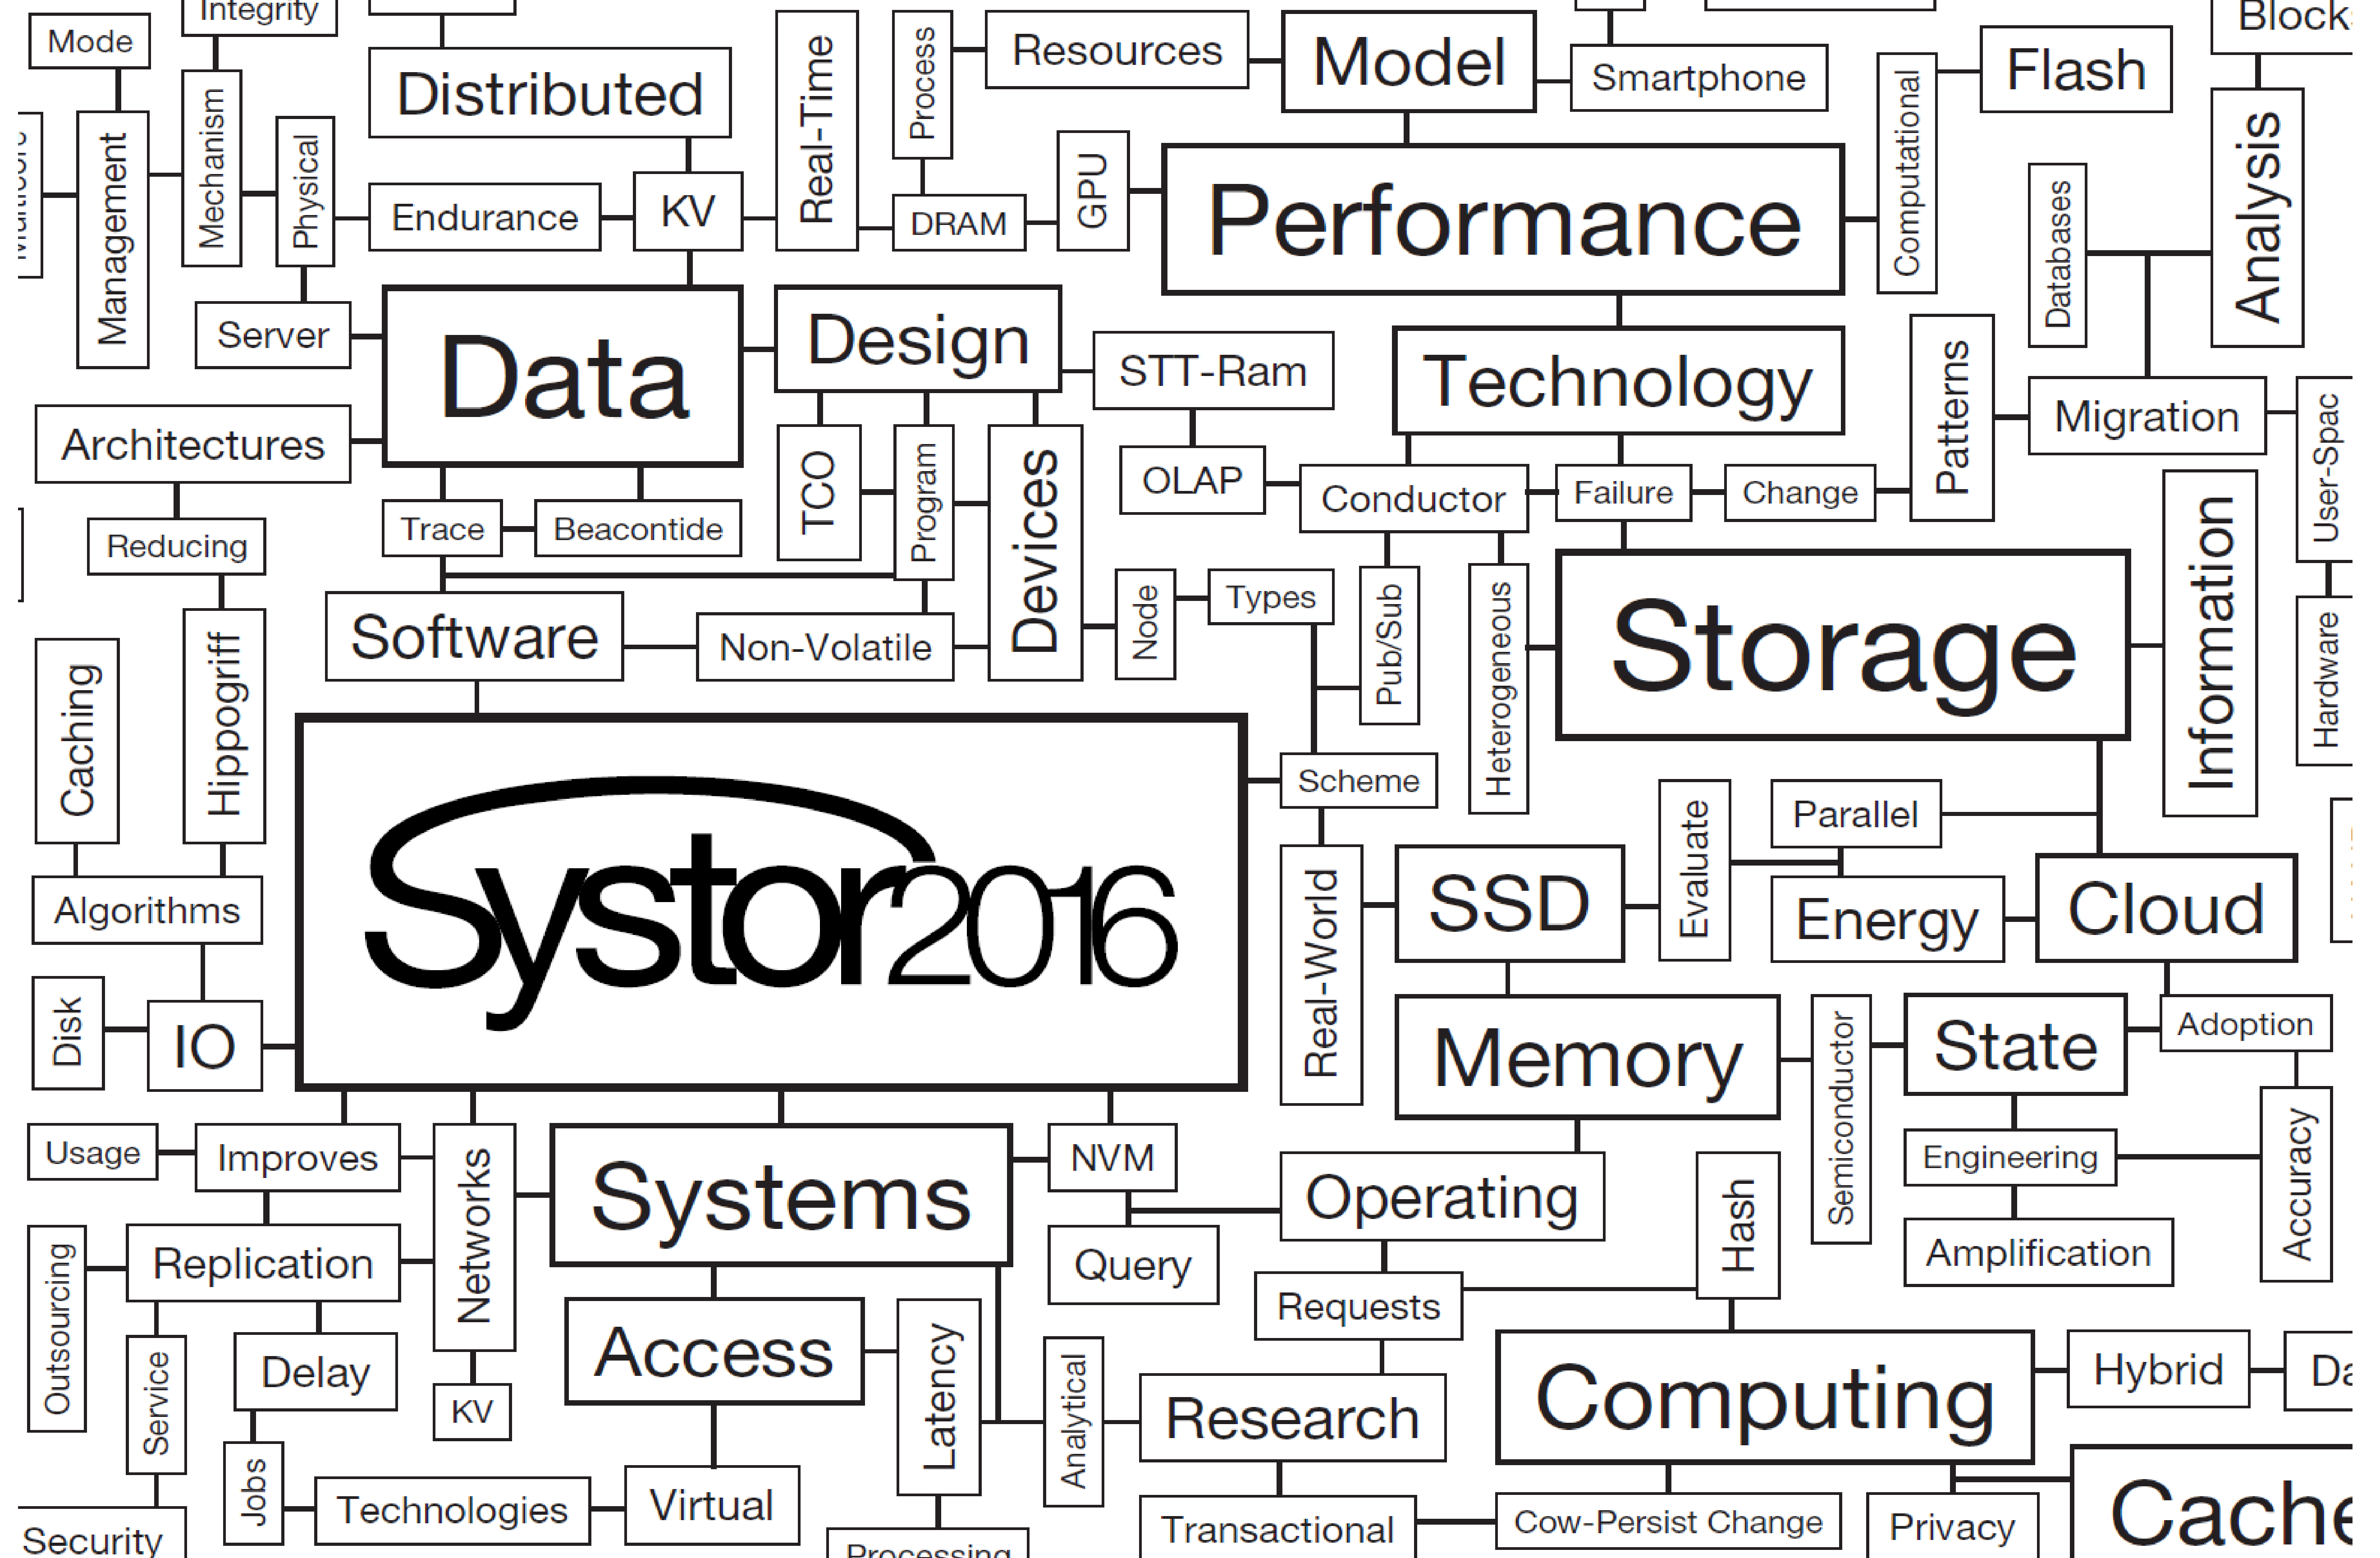 Integrity
Mode
Blocks
Distributed
Real-Time
Process
Resources
Model
Smartphone
Flash
Computational
Multicore
Management
Mechanism
Physical
Endurance
KV
DRAM
GPU
Performance
Databases
Analysis
Server
Data
Design
STT-Ram
Technology
Patterns
Migration
User-Spac
Architectures
TCO
Program
Devices
OLAP
Conductor
Failure
Change
Information
Trace
Beacontide
Reducing
Software
Non-Volatile
Node
Types
Pub/Sub
Heterogeneous
Storage
Hardware
Caching
Hippogriff
Scheme
Systor2016
Evaluate
Parallel
Real-World
SSD
Energy
Cloud
Algorithms
Disk
IO
Memory
Semiconductor
State
Adoption
Usage
Improves
Networks
Systems
NVM
Operating
Hash
Engineering
Accuracy
Outsourcing
Replication
Query
Requests
Amplification
Service
Delay
KV
Access
Latency
Analytical
Research
Computing
Hybrid
Da
Jobs
Technologies
Virtual
Security
Processing
Transactional
Cow-Persist Change
Privacy
Cache